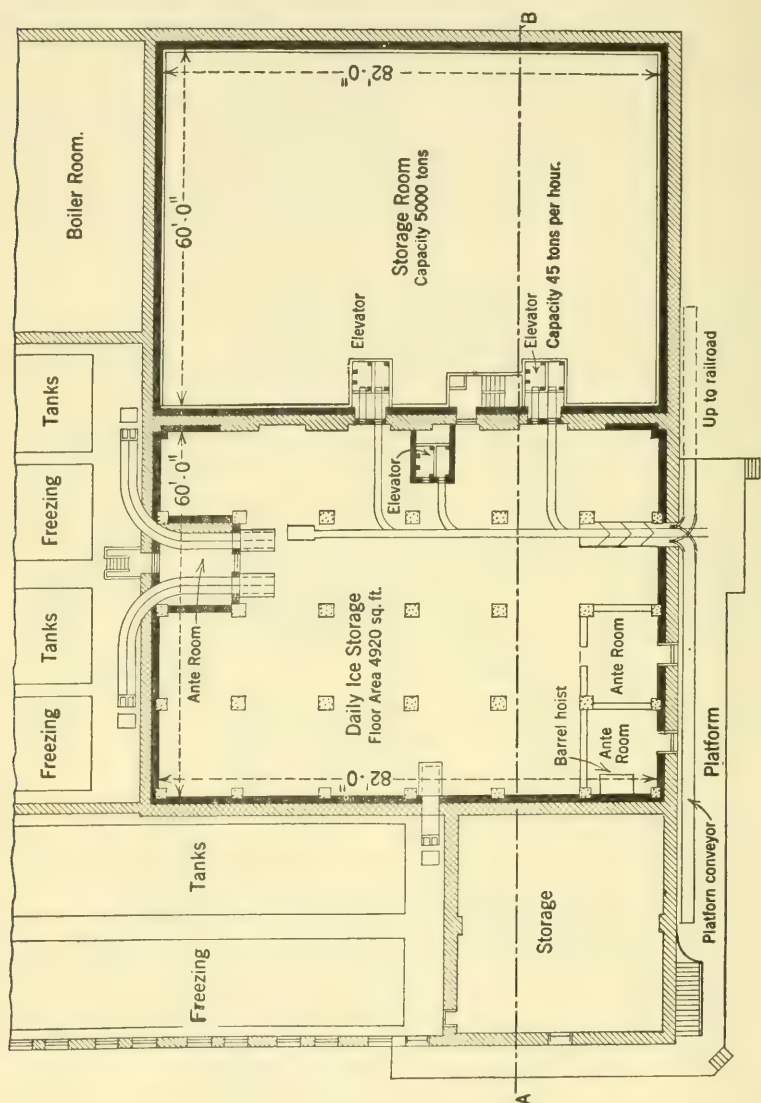 Boiler Room.
Tanks
Freezing
Tanks
Freezing
60'-0"
82'-0"
Storage Room
Capacity 5000 tons
Elevator
Elevator
Capacity 45 tons per hour.
B
Up to railroad
60'-0"
Elevator
Ante Room
Daily Ice Storage
Floor Area 4920 sq. ft.
82'-0"
Barrel hoist
Ante Room
Ante
Room
Platform
Platforn conveyor
Tanks
Freezing
Storage
A